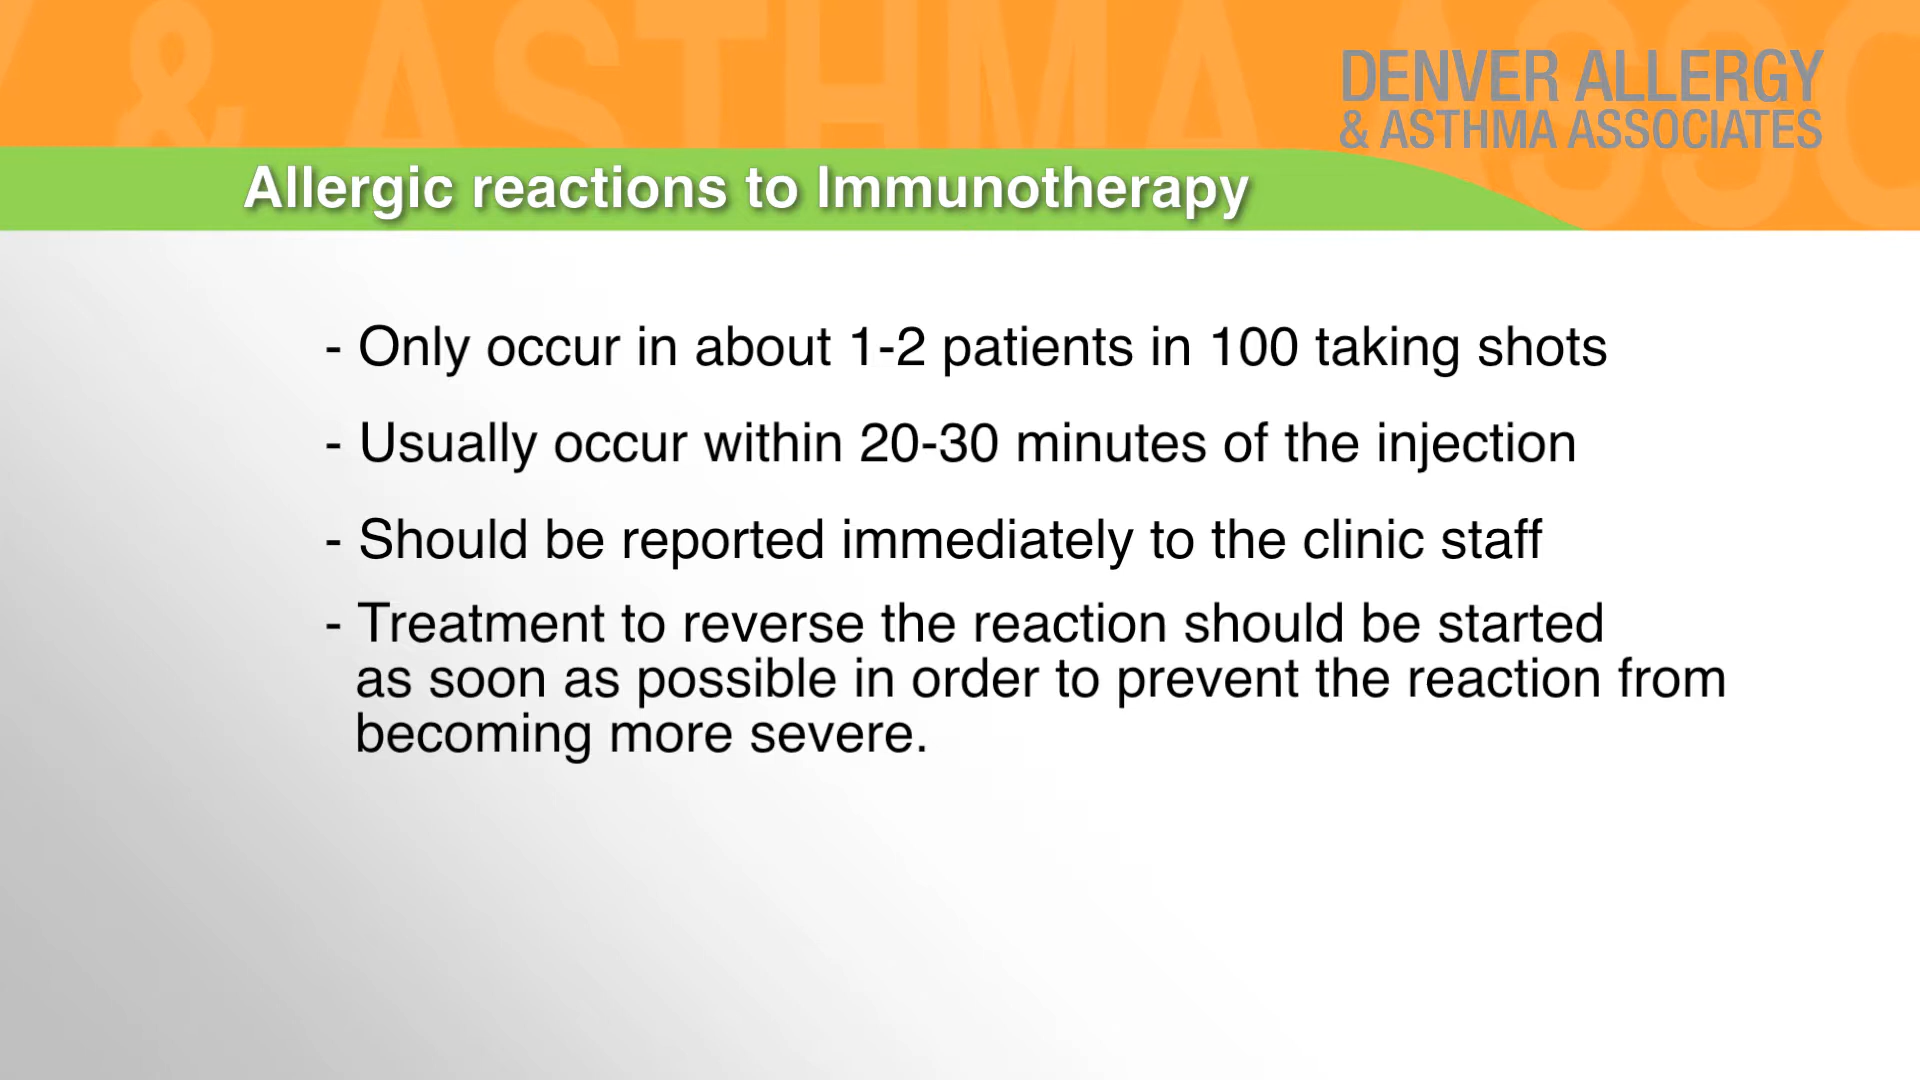 & ASTHMA ASSOC
DENVER ALLERGY
& ASTHMA ASSOCIATES
Allergic reactions to Immunotherapy
- Only occur in about 1-2 patients in 100 taking shots
- Usually occur within 20-30 minutes of the injection
- Should be reported immediately to the clinic staff
- Treatment to reverse the reaction should be started
as soon as possible in order to prevent the reaction from
becoming more severe.